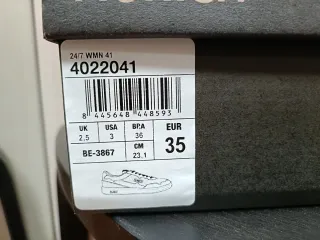 24/7 WMN 41
4022041
8 445648 448593
UK USA BRA EUR
2.5 3 36 35
BE-3867 CM
23.1